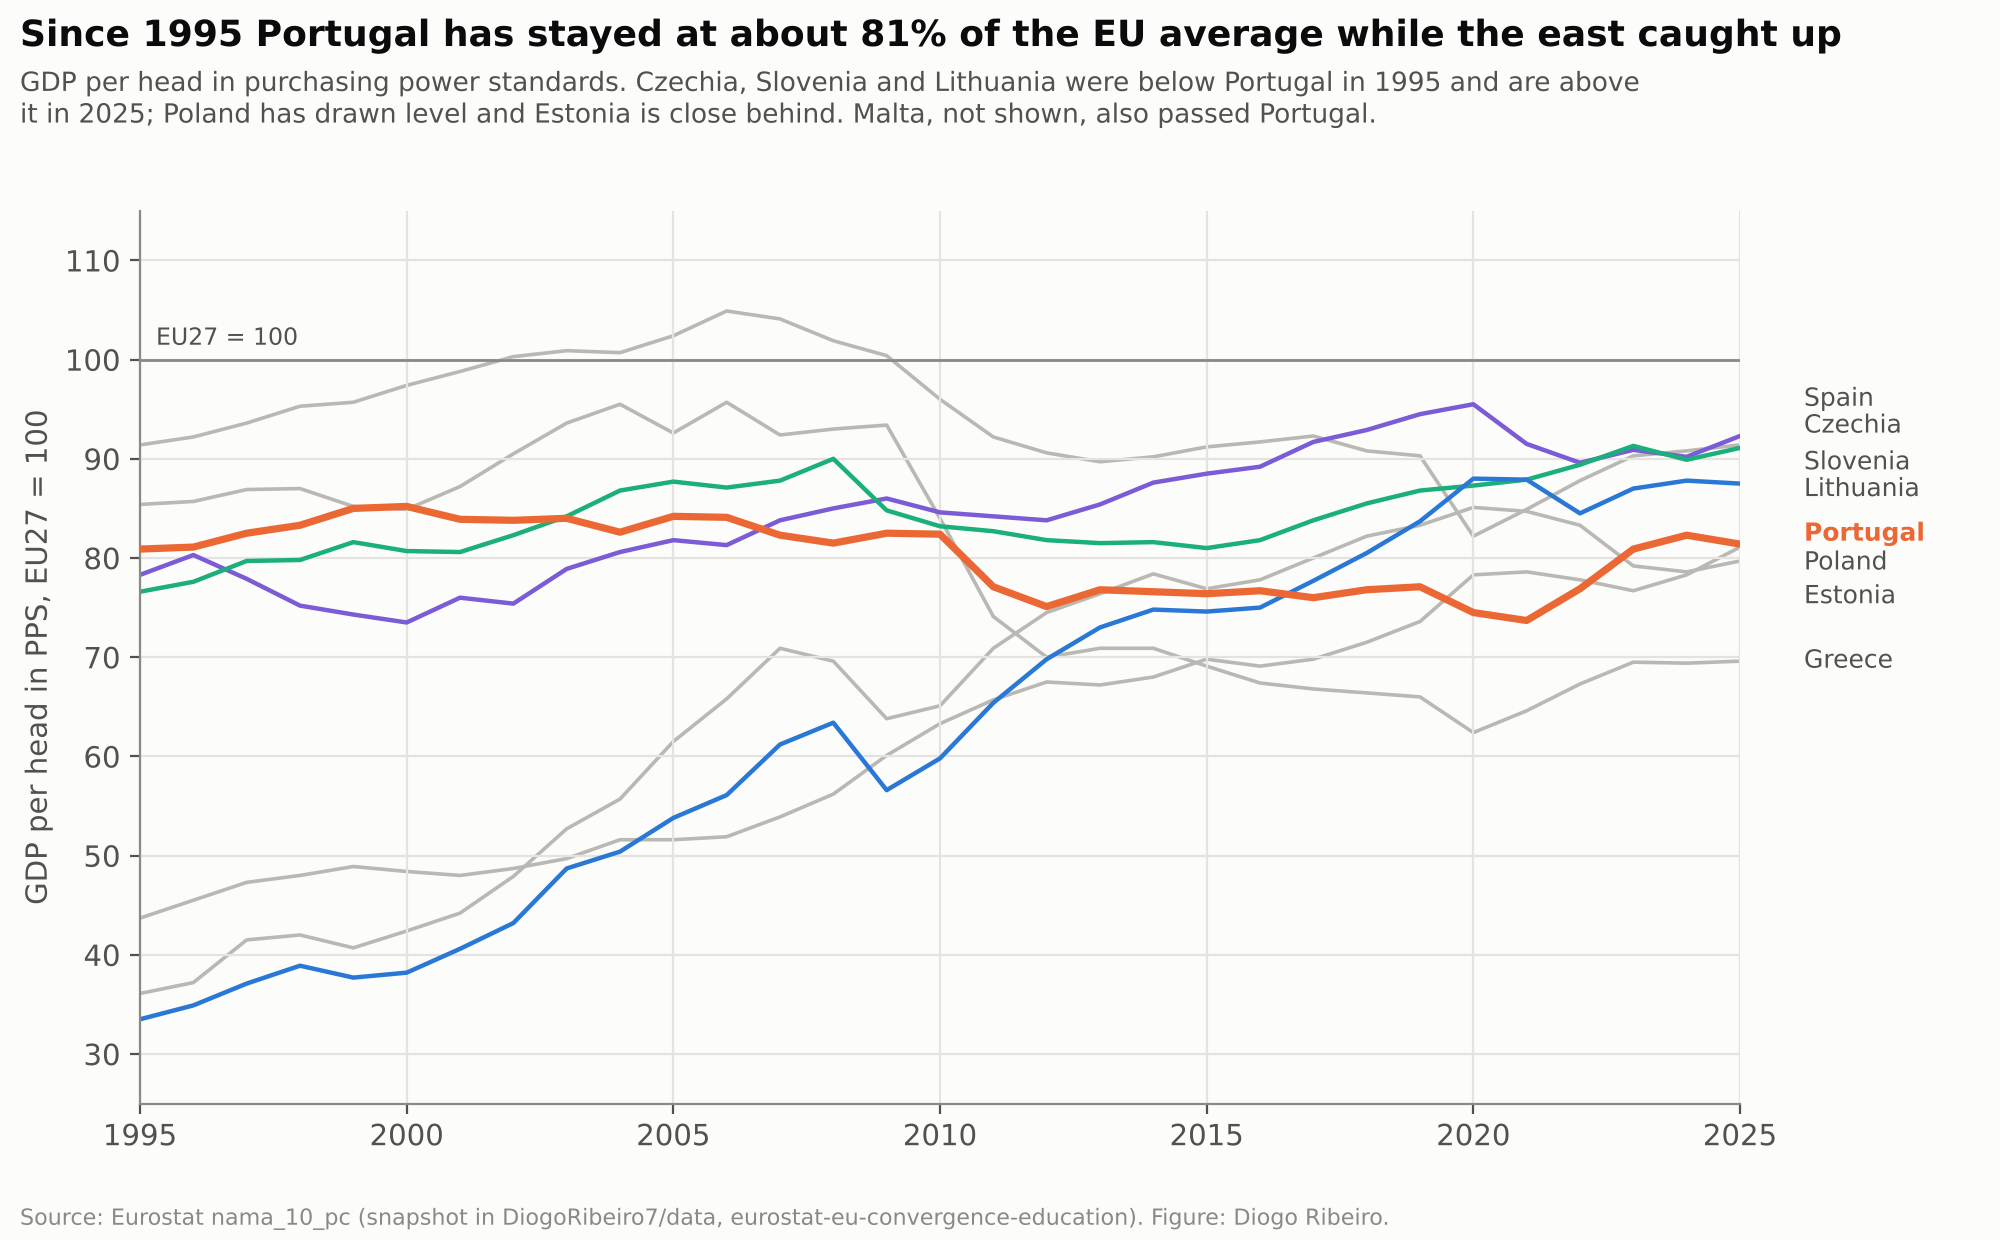 Since 1995 Portugal has stayed at about 81% of the EU average while the east caught up
GDP per head in purchasing power standards. Czechia, Slovenia and Lithuania were below Portugal in 1995 and are above
it in 2025; Poland has drawn level and Estonia is close behind. Malta, not shown, also passed Portugal.
GDP per head in PPS, EU27 = 100
110
100
90
80
70
60
50
40
30
EU27 = 100
Spain
Czechia
Slovenia
Lithuania
Portugal
Poland
Estonia
Greece
1995 2000 2005 2010 2015 2020 2025
Source: Eurostat nama_10_pc (snapshot in DiogoRibeiro7/data, eurostat-eu-convergence-education). Figure: Diogo Ribeiro.